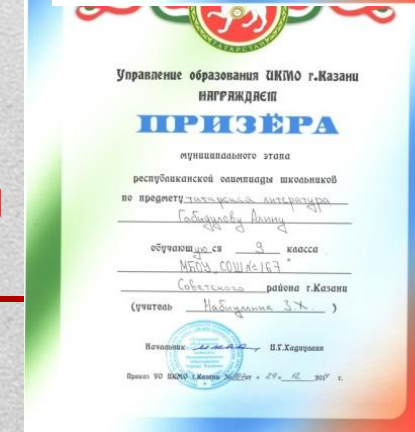 ТАТАРСТАН
Управление образования ИКМО г.Казани
НАГРАЖДАЕТ
ПРИЗЁРА
муниципального этапа
республиканской олимпиады школьников
по предмету татарская литература
Габидулову Алину
обучающуюся 9 класса
МБОУ СОШ №167
Советского района г.Казани
(учитель Набиуллина З.Х. )
Начальник И.Г.Хадиуллин
Приказ УО ИКМО г.Казани от « 24 » 12 г.